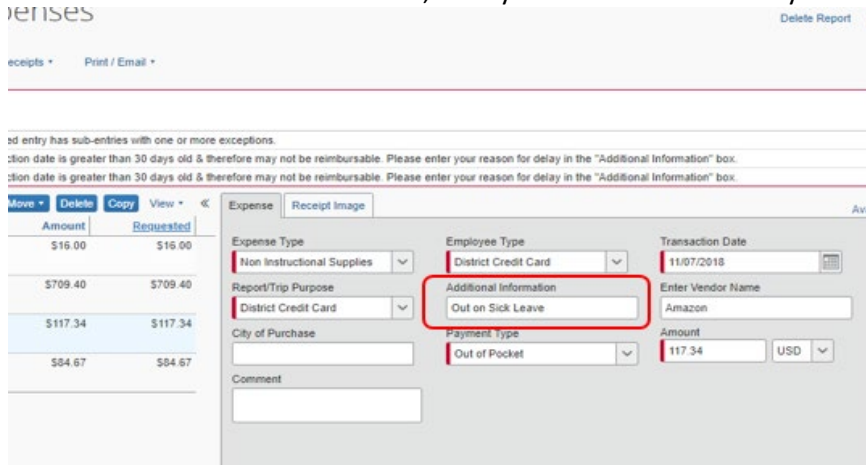 penses
Delete Report
eceipts Print / Email
ed entry has sub-entries with one or more exceptions.
ction date is greater than 30 days old & therefore may not be reimbursable. Please enter your reason for delay in the "Additional Information" box.
ction date is greater than 30 days old & therefore may not be reimbursable. Please enter your reason for delay in the "Additional Information" box.
Move Delete Copy View « Expense Receipt Image Av
Amount Requested
$16.00 $16.00
$709.40 $709.40
$117.34 $117.34
$84.67 $84.67
Expense Type Employee Type Transaction Date
Non Instructional Supplies District Credit Card 11/07/2018
Report/Trip Purpose Additional Information Enter Vendor Name
District Credit Card Out on Sick Leave Amazon
City of Purchase Payment Type Amount
Out of Pocket 117.34 USD
Comment